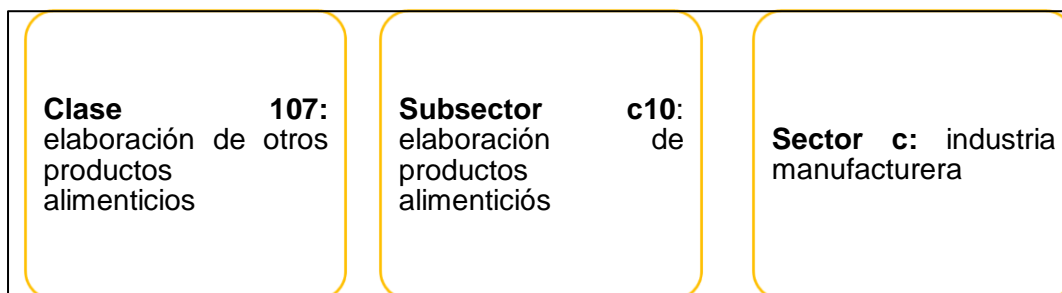 Clase 107:
elaboración de otros
productos
alimenticios
Subsector c10:
elaboración de
productos
alimenticiós
Sector c: industria
manufacturera